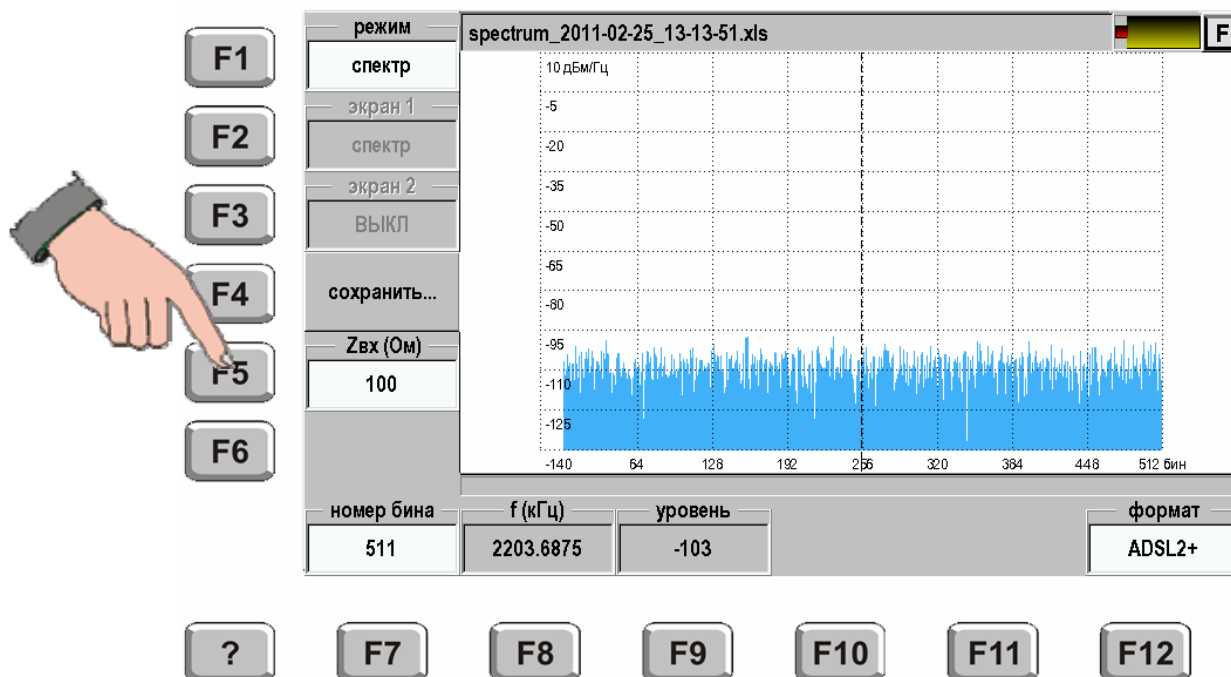 режим
spectrum_2011-02-25_13-13-51.xls
F
F1
спектр
10 дБм/Гц
экран 1
-5
F2
спектр
-20
экран 2
-35
F3
ВЫКЛ
-50
-65
F4
сохранить...
-80
Zвх (Ом)
-95
F5
100
-110
-125
F6
-140 64 128 192 256 320 384 448 512 бин
номер бина
f (кГц)
уровень
формат
511
2203.6875
-103
ADSL2+
?
F7
F8
F9
F10
F11
F12